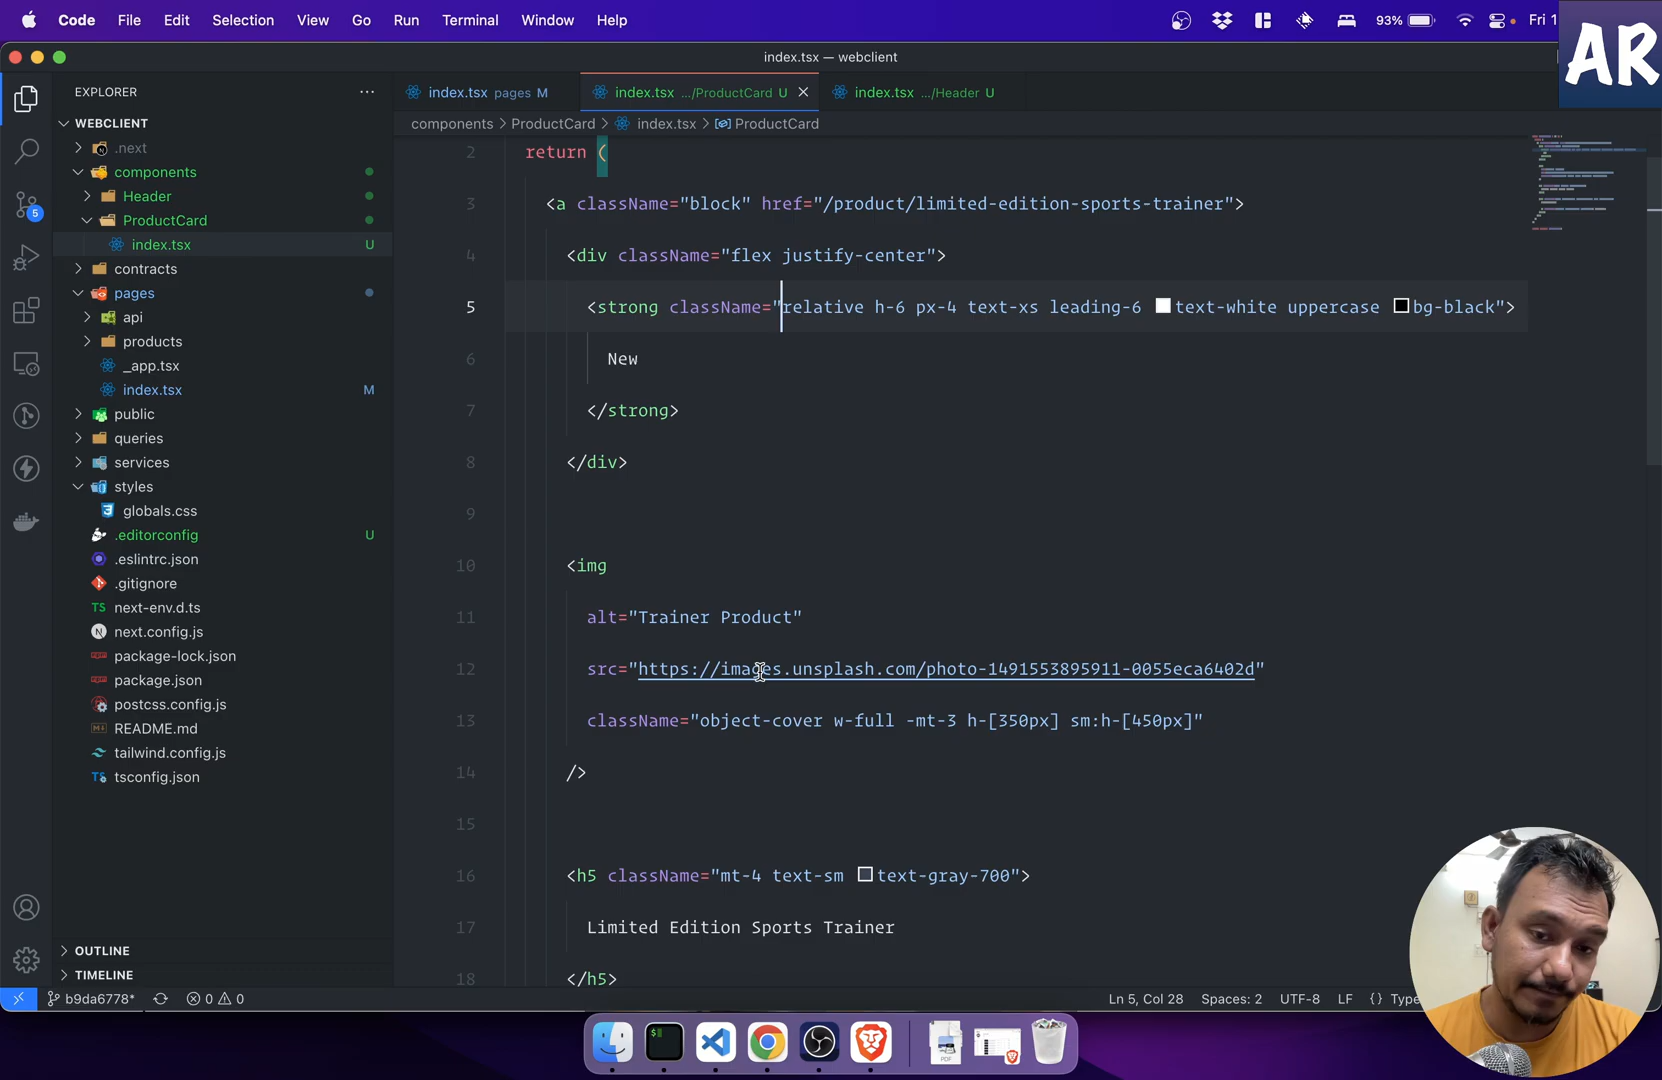 Code File Edit Selection View Go Run Terminal Window Help 93% Fri 1
AR
index.tsx — webclient
EXPLORER ···
index.tsx pages M index.tsx .../ProductCard U index.tsx .../Header U
components > ProductCard > index.tsx > ProductCard
WEBCLIENT
.next
components
Header
ProductCard
index.tsx U
contracts
pages
api
products
_app.tsx
index.tsx M
public
queries
services
styles
globals.css
.editorconfig U
.eslintrc.json
.gitignore
TS next-env.d.ts
N next.config.js
package-lock.json
package.json
postcss.config.js
README.md
tailwind.config.js
TS tsconfig.json
OUTLINE
TIMELINE
5
2 return (
3 <a className="block" href="/product/limited-edition-sports-trainer">
4 <div className="flex justify-center">
5 <strong className="relative h-6 px-4 text-xs leading-6 text-white uppercase bg-black">
6 New
7 </strong>
8 </div>
9
10 <img
11 alt="Trainer Product"
12 src="https://images.unsplash.com/photo-1491553895911-0055eca6402d"
13 className="object-cover w-full -mt-3 h-[350px] sm:h-[450px]"
14 />
15
16 <h5 className="mt-4 text-sm text-gray-700">
17 Limited Edition Sports Trainer
18 </h5>
b9da6778* 0 0 Ln 5, Col 28 Spaces: 2 UTF-8 LF {} Type
PDF